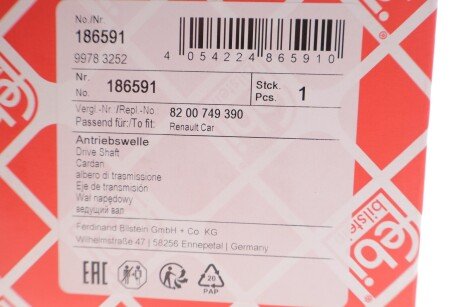 No./Nr.
186591
9978 3252
4 054224 865910
Nr.
No. 186591
Stck.
Pcs. 1
Vergl.-Nr. /Repl.-No. 82 00 749 390
Passend für:/To fit: Renault Car
Antriebswelle
Drive Shaft
Cardan
albero di trasmissione
Eje de transmisión
Wał napędowy
ведущий вал
Ferdinand Bilstein GmbH + Co. KG
Wilhelmstraße 47 | 58256 Ennepetal | Germany
EAC
20
PAP
febi
bilstein